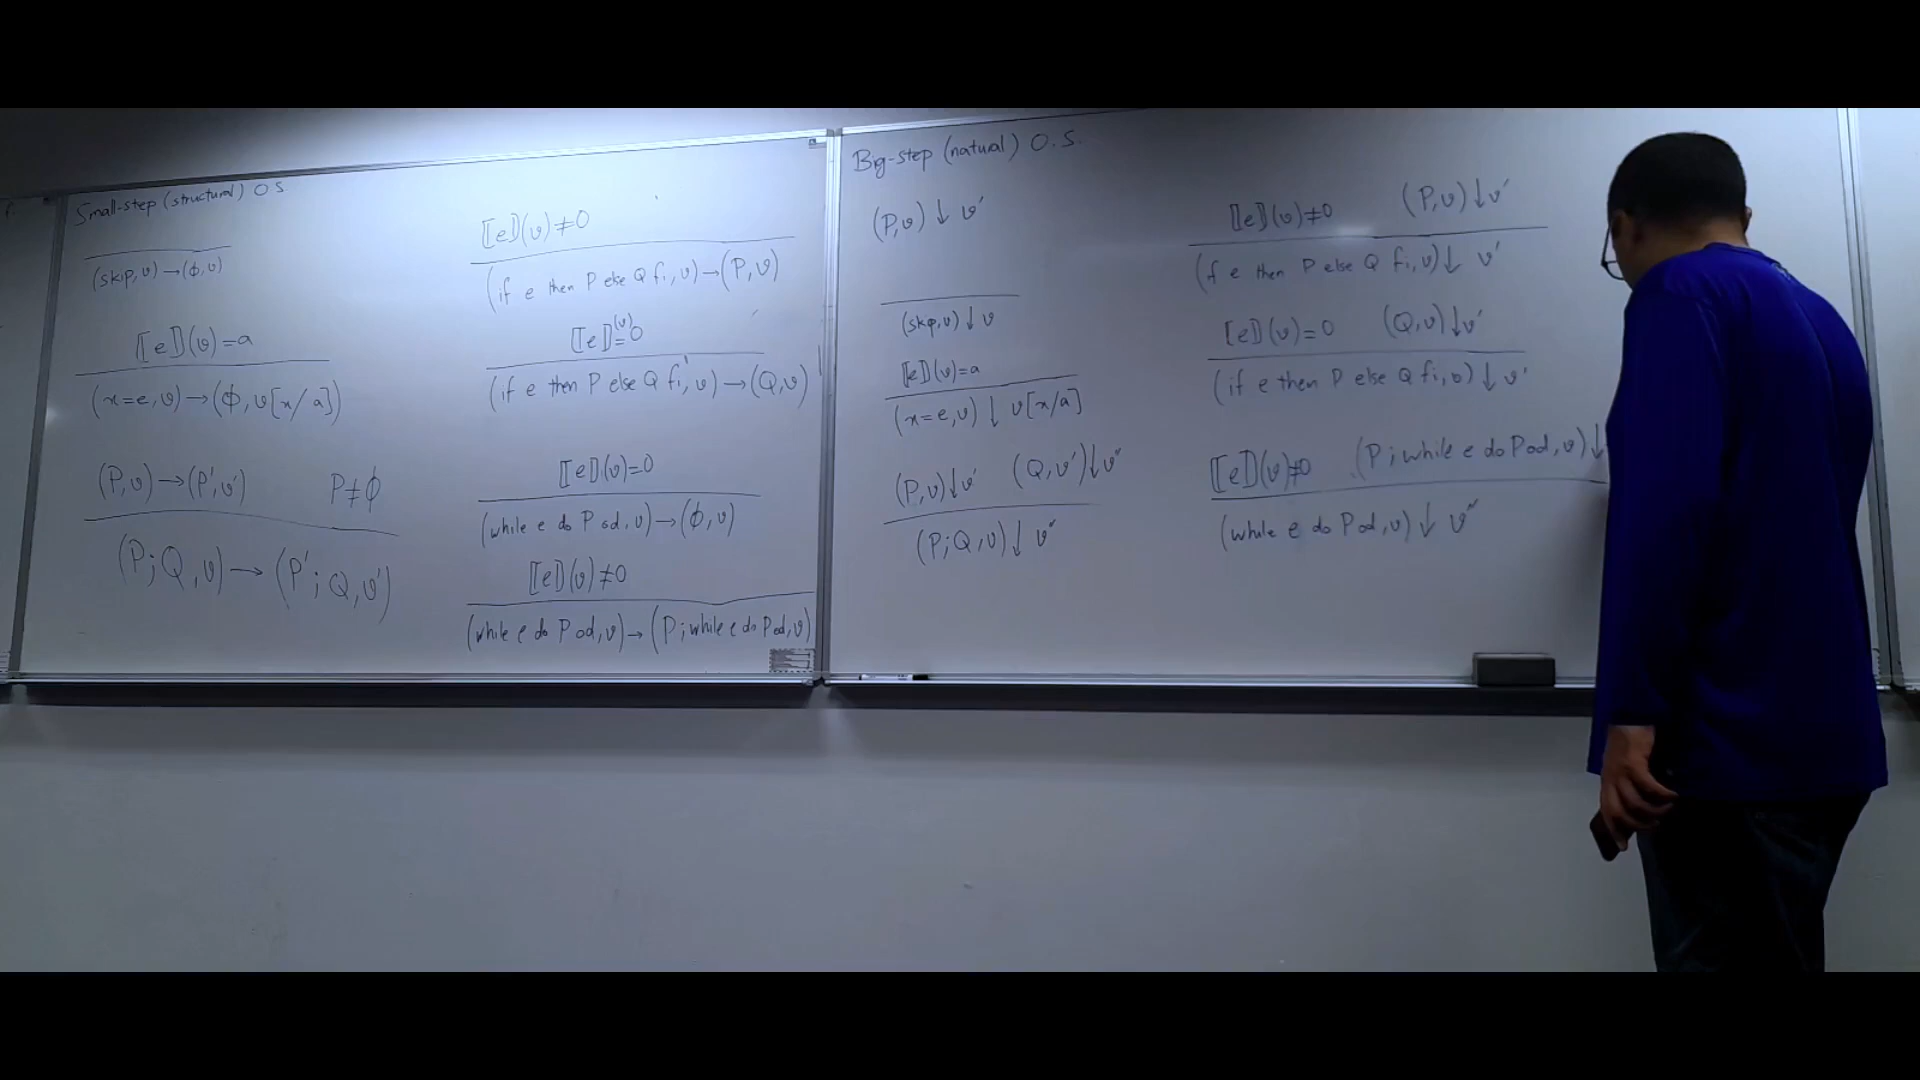 Small-step (structural) O.S
(skip, v) → (ϕ, v)
⟦e⟧(v) = a
(x=e, v) → (ϕ, v[x/a])
(P, v) → (P', v') P ≠ ϕ
(P; Q, v) → (P'; Q, v')
⟦e⟧(v) ≠ 0
(if e then P else Q fi, v) → (P, v)
⟦e⟧(v) = 0
(if e then P else Q fi, v) → (Q, v)
⟦e⟧(v) = 0
(while e do P od, v) → (ϕ, v)
⟦e⟧(v) ≠ 0
(while e do P od, v) → (P; while e do P od, v)
Big-step (natural) O.S.
(P, v) ↓ v'
(skip, v) ↓ v
⟦e⟧(v) = a
(x=e, v) ↓ v[x/a]
(P, v) ↓ v' (Q, v') ↓ v"
(P; Q, v) ↓ v"
⟦e⟧(v) ≠ 0 (P, v) ↓ v'
(if e then P else Q fi, v) ↓ v'
⟦e⟧(v) = 0 (Q, v) ↓ v'
(if e then P else Q fi, v) ↓ v'
⟦e⟧(v) ≠ 0 (P; while e do P od, v) ↓
(while e do P od, v) ↓ v"